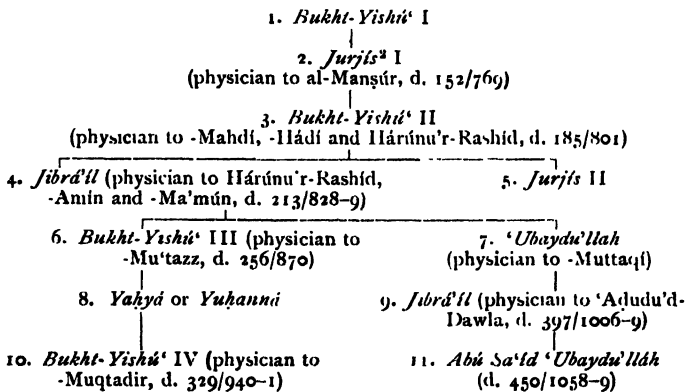 1. Bukht-Yishú‘ I
2. Jurjís² I
(physician to al-Manṣúr, d. 152/769)
3. Bukht-Yishú‘ II
(physician to -Mahdí, -Hádí and Hárúnu'r-Rashíd, d. 185/801)
4. Jibrá'íl (physician to Hárúnu'r-Rashíd,
-Amín and -Ma'mún, d. 213/828-9)
5. Jurjís II
6. Bukht-Yishú‘ III (physician to
-Mu‘tazz, d. 256/870)
7. ‘Ubaydu'llah
(physician to -Muttaqí)
8. Yaḥyá or Yuḥanná
9. Jibrá'íl (physician to ‘Aḍudu'd-
Dawla, d. 397/1006-9)
10. Bukht-Yishú‘ IV (physician to
-Muqtadir, d. 329/940-1)
11. Abú Sa‘íd ‘Ubaydu'lláh
(d. 450/1058-9)